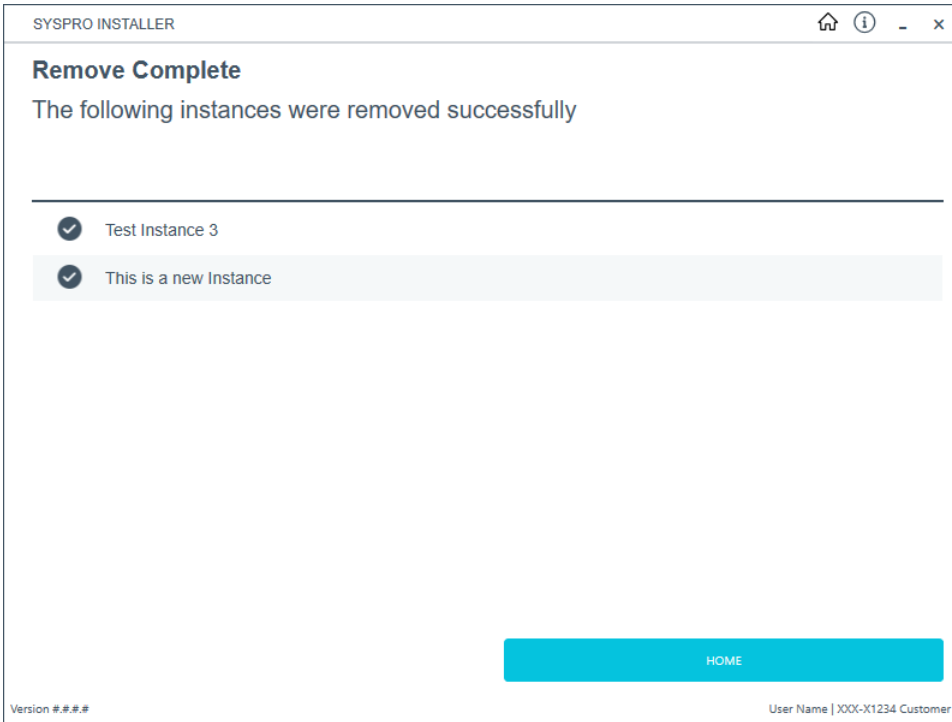 SYSPRO INSTALLER
Remove Complete
The following instances were removed successfully
Test Instance 3
This is a new Instance
HOME
Version #.#.#.#
User Name | XXX-X1234 Customer